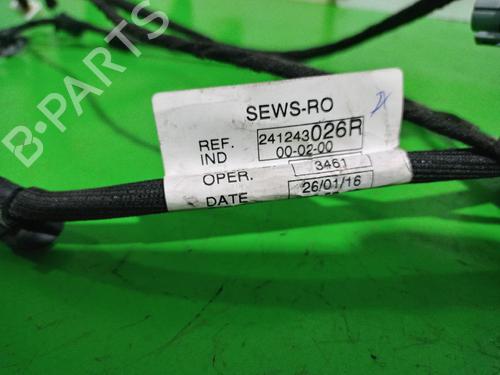 SEWS-RO
REF. 241243026R
IND 00-02-00
OPER. 3461
DATE 26/01/16
B-PARTS